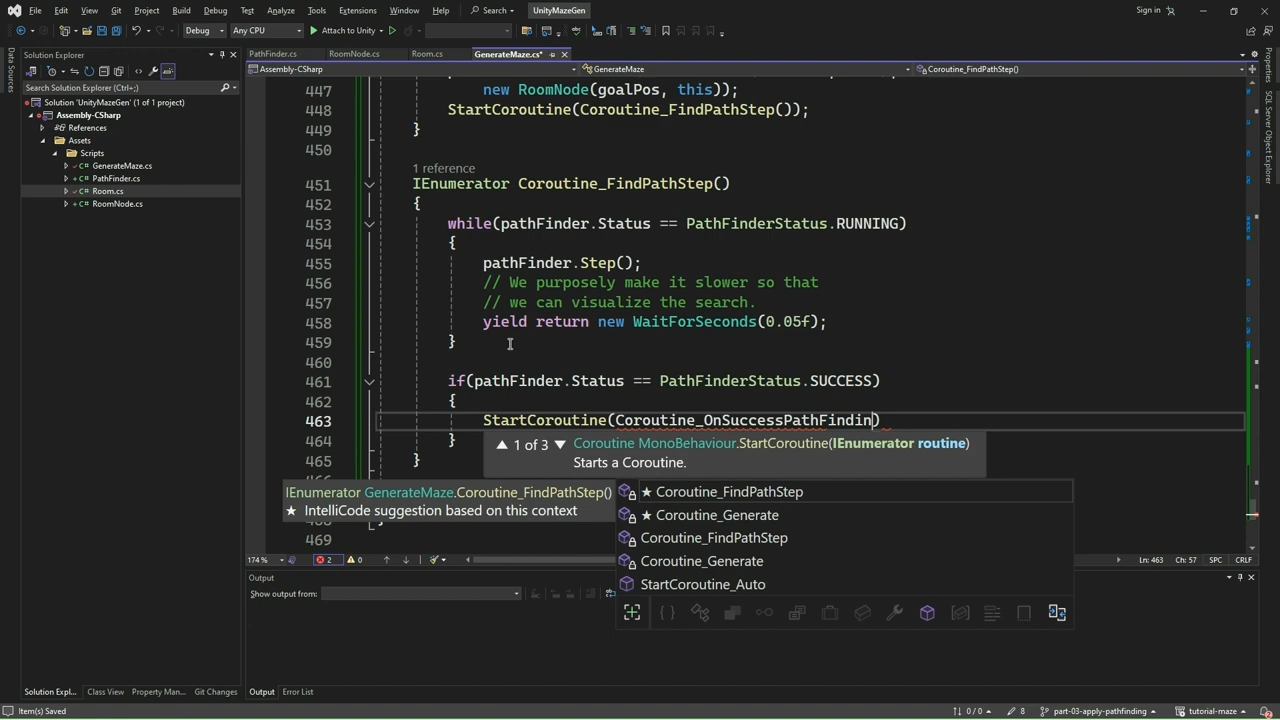 File Edit View Git Project Build Debug Test Analyze Tools Extensions Window Help Search UnityMazeGen Sign in
Debug Any CPU Attach to Unity
Data Sources
Solution Explorer
Search Solution Explorer (Ctrl+;)
Solution 'UnityMazeGen' (1 of 1 project)
Assembly-CSharp
References
Assets
Scripts
GenerateMaze.cs
PathFinder.cs
Room.cs
RoomNode.cs
Solution Expl... Class View Property Man... Git Changes
PathFinder.cs RoomNode.cs Room.cs GenerateMaze.cs*
Assembly-CSharp GenerateMaze Coroutine_FindPathStep()
447 new RoomNode(goalPos, this));
448 StartCoroutine(Coroutine_FindPathStep());
449 }
450
1 reference
451 IEnumerator Coroutine_FindPathStep()
452 {
453 while(pathFinder.Status == PathFinderStatus.RUNNING)
454 {
455 pathFinder.Step();
456 // We purposely make it slower so that
457 // we can visualize the search.
458 yield return new WaitForSeconds(0.05f);
459 }
460
461 if(pathFinder.Status == PathFinderStatus.SUCCESS)
462 {
463 StartCoroutine(Coroutine_OnSuccessPathFindin)
464 }
465 }
1 of 3 Coroutine MonoBehaviour.StartCoroutine(IEnumerator routine)
Starts a Coroutine.
IEnumerator GenerateMaze.Coroutine_FindPathStep()
★ IntelliCode suggestion based on this context
★ Coroutine_FindPathStep
★ Coroutine_Generate
Coroutine_FindPathStep
Coroutine_Generate
StartCoroutine_Auto
469
174 % 2 0 Ln: 463 Ch: 57 SPC CRLF
Output
Show output from:
Output Error List
SQL Server Object Explorer
Item(s) Saved 0 / 0 8 part-03-apply-pathfinding tutorial-maze 2